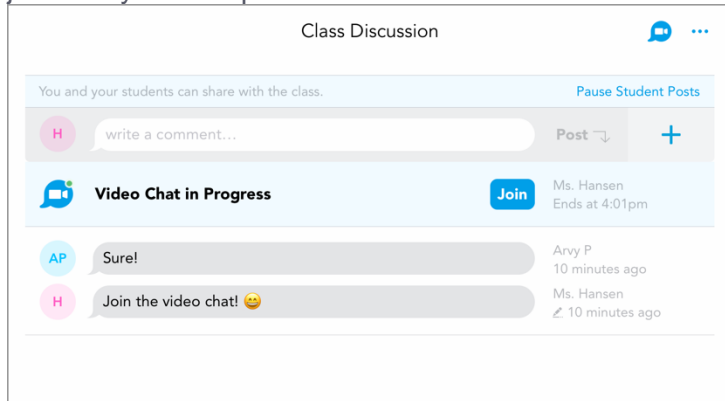 Class Discussion
You and your students can share with the class.
Pause Student Posts
H
write a comment...
Post
Video Chat in Progress
Join
Ms. Hansen
Ends at 4:01pm
AP
Sure!
Arvy P
10 minutes ago
H
Join the video chat! 😄
Ms. Hansen
10 minutes ago